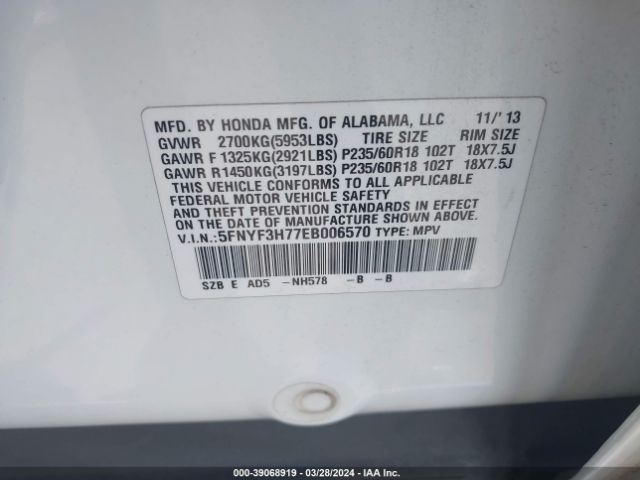 MFD. BY HONDA MFG. OF ALABAMA, LLC 11/'13
GVWR 2700KG(5953LBS) TIRE SIZE RIM SIZE
GAWR F 1325KG(2921LBS) P235/60R18 102T 18X7.5J
GAWR R1450KG(3197LBS) P235/60R18 102T 18X7.5J
THIS VEHICLE CONFORMS TO ALL APPLICABLE
FEDERAL MOTOR VEHICLE SAFETY
AND THEFT PREVENTION STANDARDS IN EFFECT
ON THE DATE OF MANUFACTURE SHOWN ABOVE.
V.I.N.:5FNYF3H77EB006570 TYPE: MPV
SZB E AD5 -NH578 -B -B
000-39068919 - 03/28/2024 - IAA Inc.